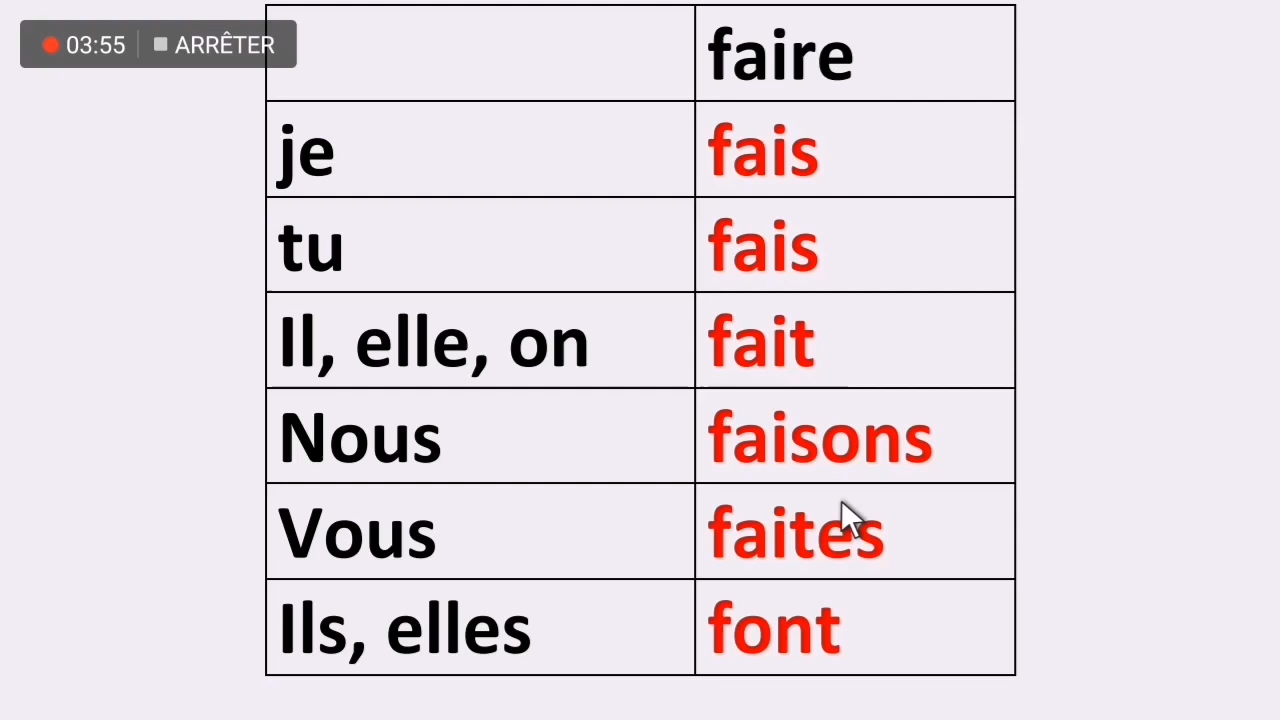 03:55 ARRÊTER
faire
je fais
tu fais
Il, elle, on fait
Nous faisons
Vous faites
Ils, elles font